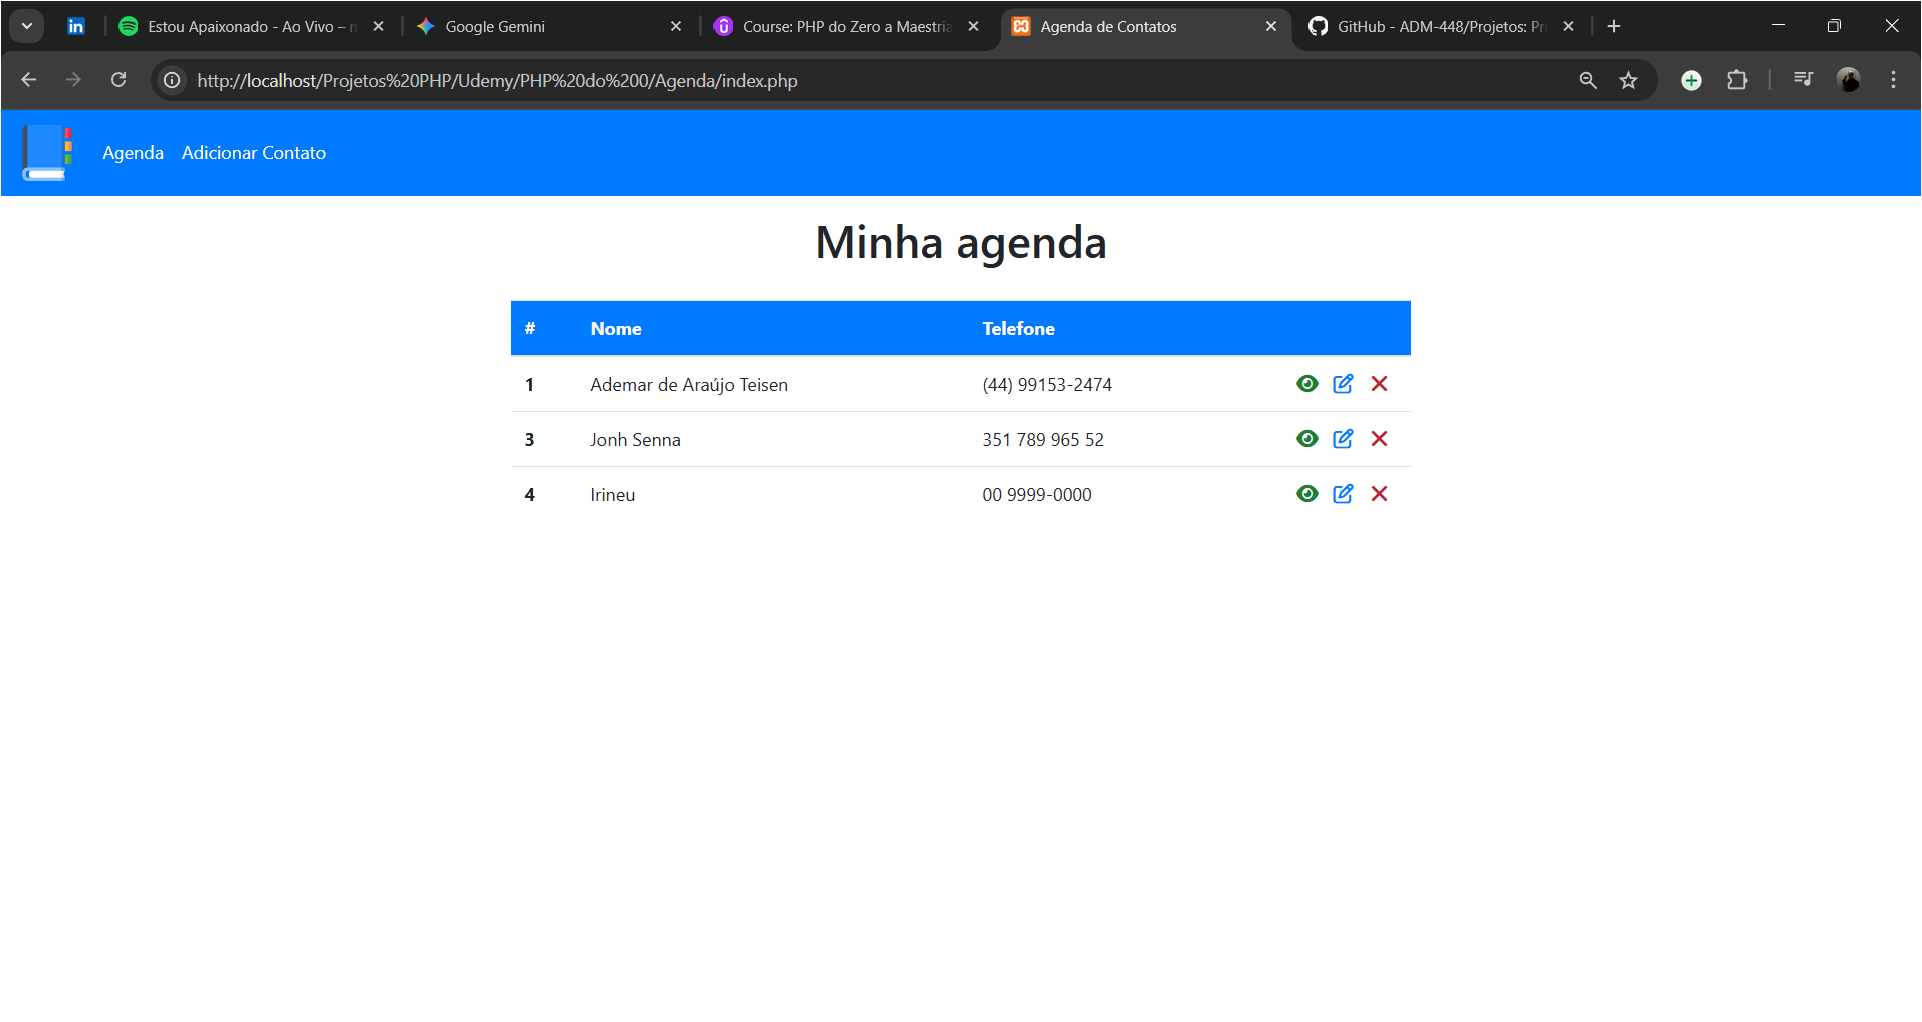 Estou Apaixonado - Ao Vivo – n
Google Gemini
Course: PHP do Zero a Maestria
Agenda de Contatos
GitHub - ADM-448/Projetos: Pr
http://localhost/Projetos%20PHP/Udemy/PHP%20do%200/Agenda/index.php
Agenda Adicionar Contato
Minha agenda
# Nome Telefone
1 Ademar de Araújo Teisen (44) 99153-2474
3 Jonh Senna 351 789 965 52
4 Irineu 00 9999-0000